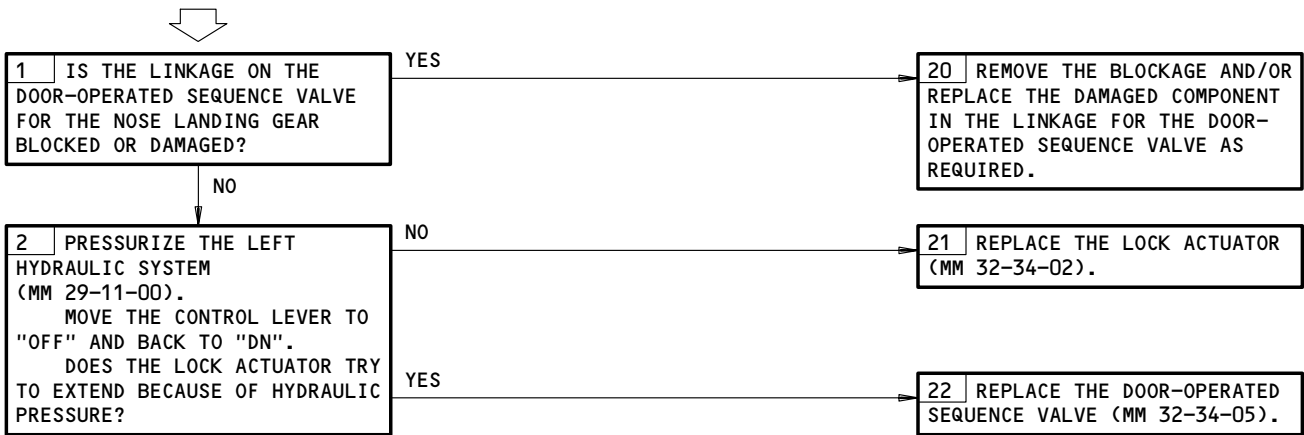 YES
1 IS THE LINKAGE ON THE
DOOR-OPERATED SEQUENCE VALVE
FOR THE NOSE LANDING GEAR
BLOCKED OR DAMAGED?
20 REMOVE THE BLOCKAGE AND/OR
REPLACE THE DAMAGED COMPONENT
IN THE LINKAGE FOR THE DOOR-
OPERATED SEQUENCE VALVE AS
REQUIRED.
NO
2 PRESSURIZE THE LEFT
HYDRAULIC SYSTEM
(MM 29-11-00).
MOVE THE CONTROL LEVER TO
"OFF" AND BACK TO "DN".
DOES THE LOCK ACTUATOR TRY
TO EXTEND BECAUSE OF HYDRAULIC
PRESSURE?
NO
21 REPLACE THE LOCK ACTUATOR
(MM 32-34-02).
YES
22 REPLACE THE DOOR-OPERATED
SEQUENCE VALVE (MM 32-34-05).